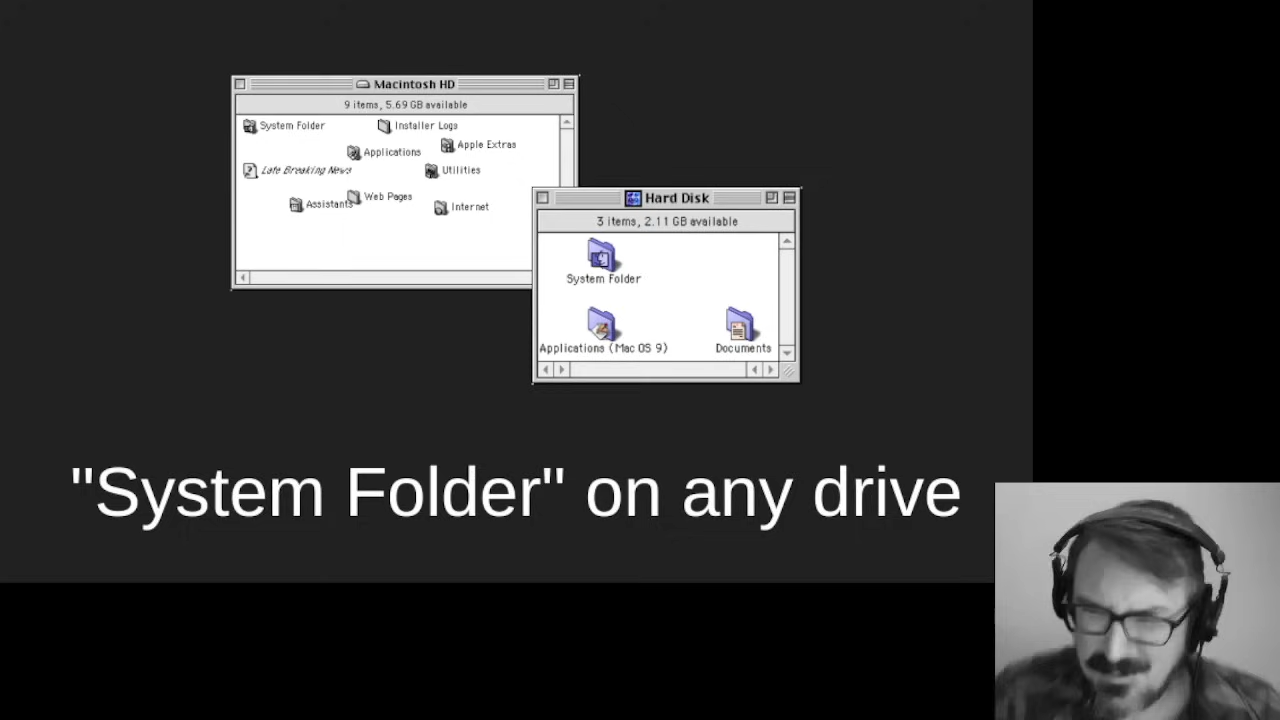 Macintosh HD
9 items, 5.69 GB available
System Folder
Installer Logs
Apple Extras
Applications
Late Breaking News
Utilities
Web Pages
Assistants
Internet
Hard Disk
3 items, 2.11 GB available
System Folder
Applications (Mac OS 9)
Documents
"System Folder" on any drive